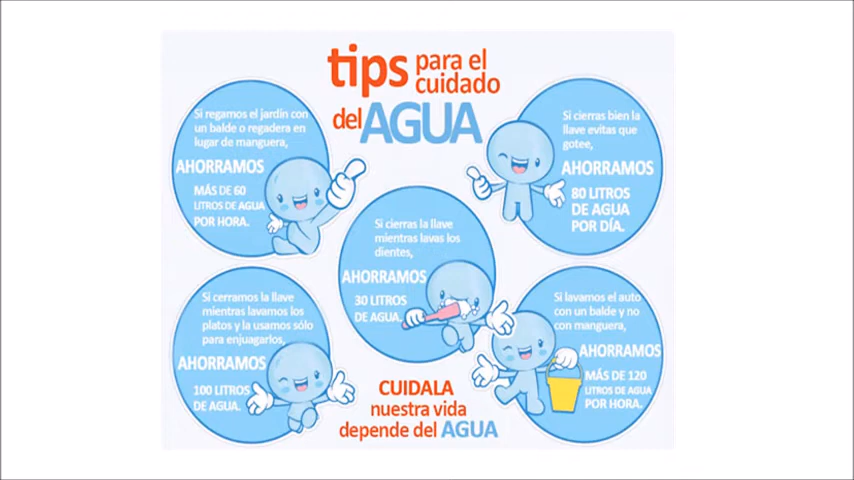 tips para el
cuidado
del AGUA
Si regamos el jardín con
un balde o regadera en
lugar de manguera,
AHORRAMOS
MÁS DE 60
LITROS DE AGUA
POR HORA.
Si cierras bien la
llave evitas que
gotee,
AHORRAMOS
80 LITROS
DE AGUA
POR DÍA.
Si cierras la llave
mientras lavas los
dientes,
AHORRAMOS
30 LITROS
DE AGUA.
Si cerramos la llave
mientras lavamos los
platos y la usamos sólo
para enjuagarlos,
AHORRAMOS
100 LITROS
DE AGUA.
Si lavamos el auto
con un balde y no
con manguera,
AHORRAMOS
MÁS DE 120
LITROS DE AGUA
POR HORA.
CUIDALA
nuestra vida
depende del AGUA